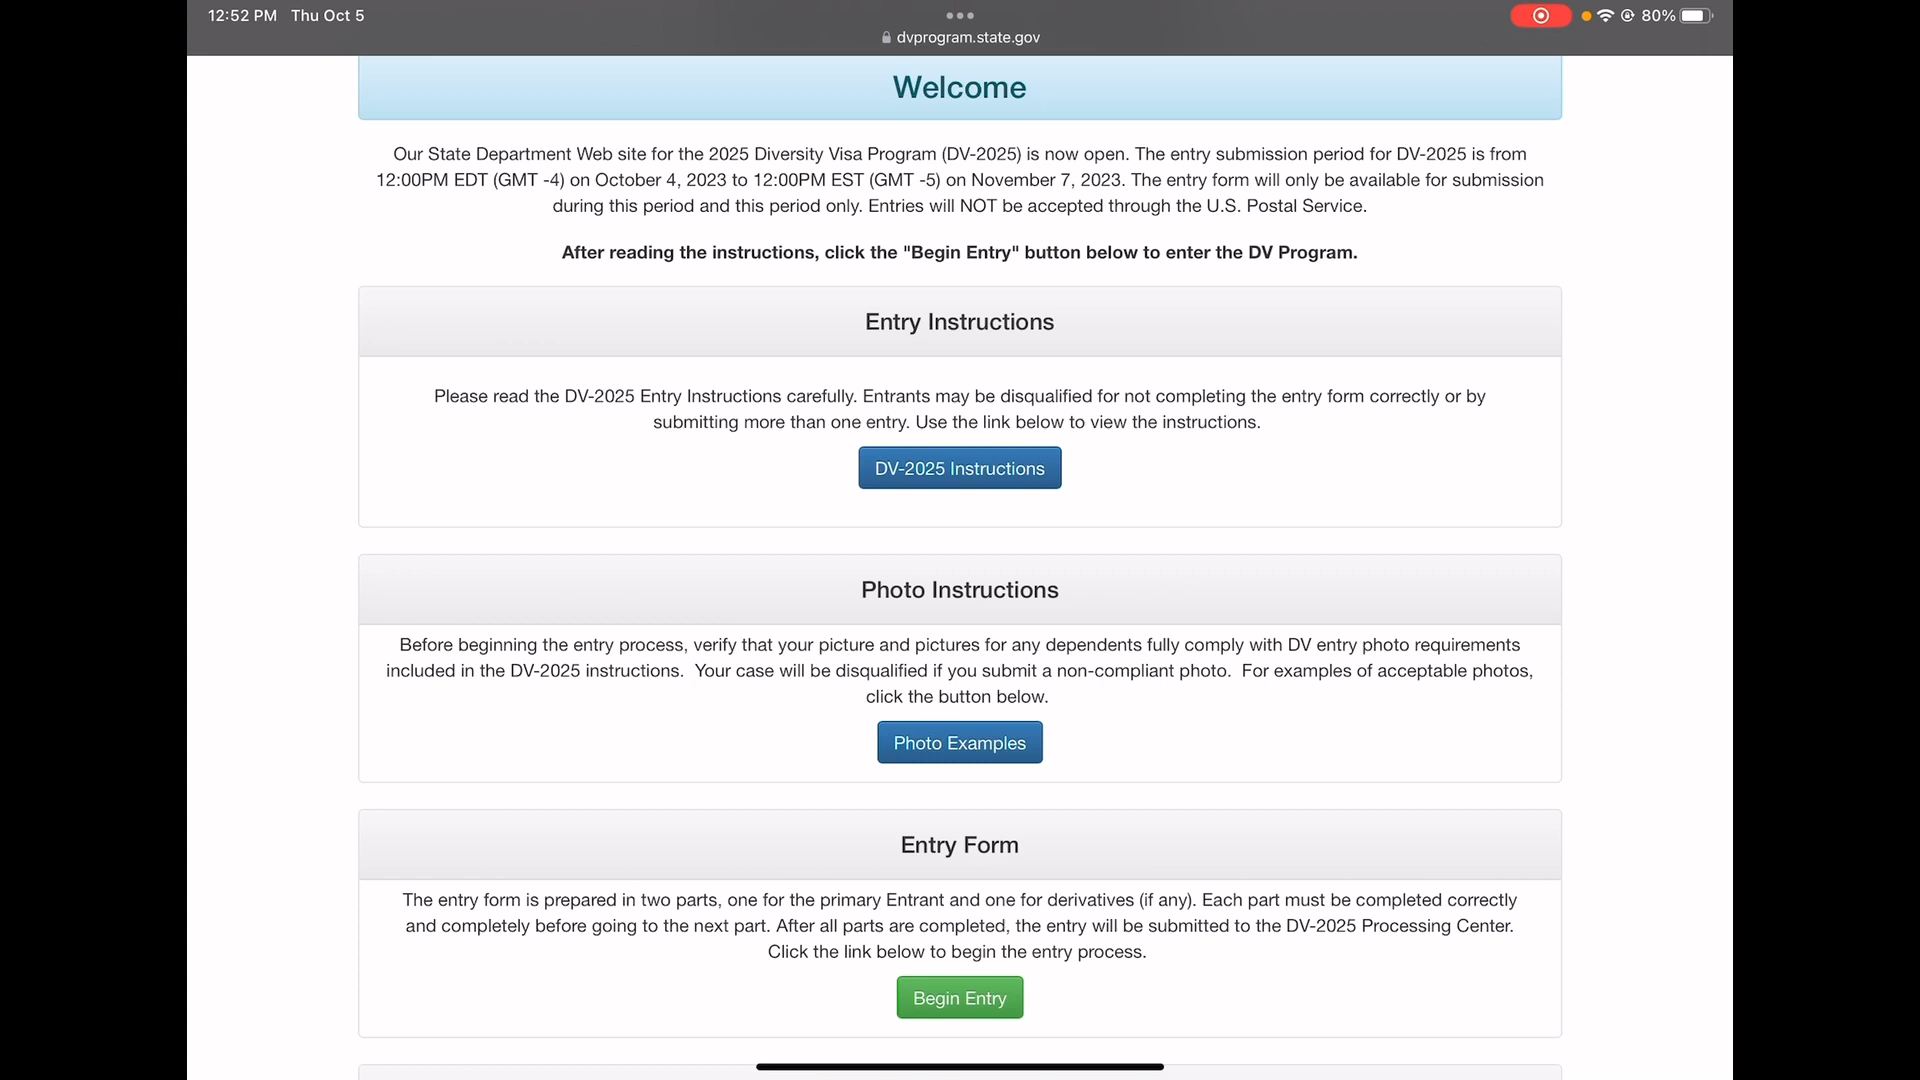 12:52 PM Thu Oct 5
80%
dvprogram.state.gov
Welcome
Our State Department Web site for the 2025 Diversity Visa Program (DV-2025) is now open. The entry submission period for DV-2025 is from
12:00PM EDT (GMT -4) on October 4, 2023 to 12:00PM EST (GMT -5) on November 7, 2023. The entry form will only be available for submission
during this period and this period only. Entries will NOT be accepted through the U.S. Postal Service.
After reading the instructions, click the "Begin Entry" button below to enter the DV Program.
Entry Instructions
Please read the DV-2025 Entry Instructions carefully. Entrants may be disqualified for not completing the entry form correctly or by
submitting more than one entry. Use the link below to view the instructions.
DV-2025 Instructions
Photo Instructions
Before beginning the entry process, verify that your picture and pictures for any dependents fully comply with DV entry photo requirements
included in the DV-2025 instructions. Your case will be disqualified if you submit a non-compliant photo. For examples of acceptable photos,
click the button below.
Photo Examples
Entry Form
The entry form is prepared in two parts, one for the primary Entrant and one for derivatives (if any). Each part must be completed correctly
and completely before going to the next part. After all parts are completed, the entry will be submitted to the DV-2025 Processing Center.
Click the link below to begin the entry process.
Begin Entry